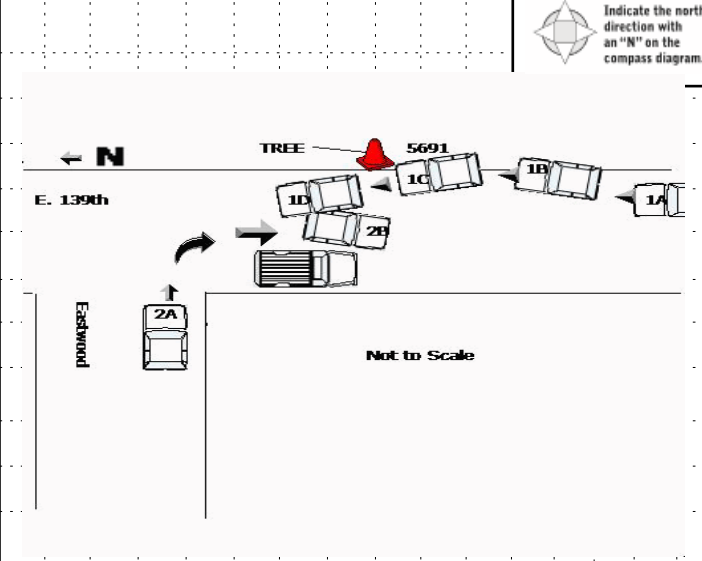 Indicate the north
direction with
an "N" on the
compass diagram.
N
TREE
5691
E. 139th
1D
1C
1B
1A
2B
2A
Eastwood
Not to Scale